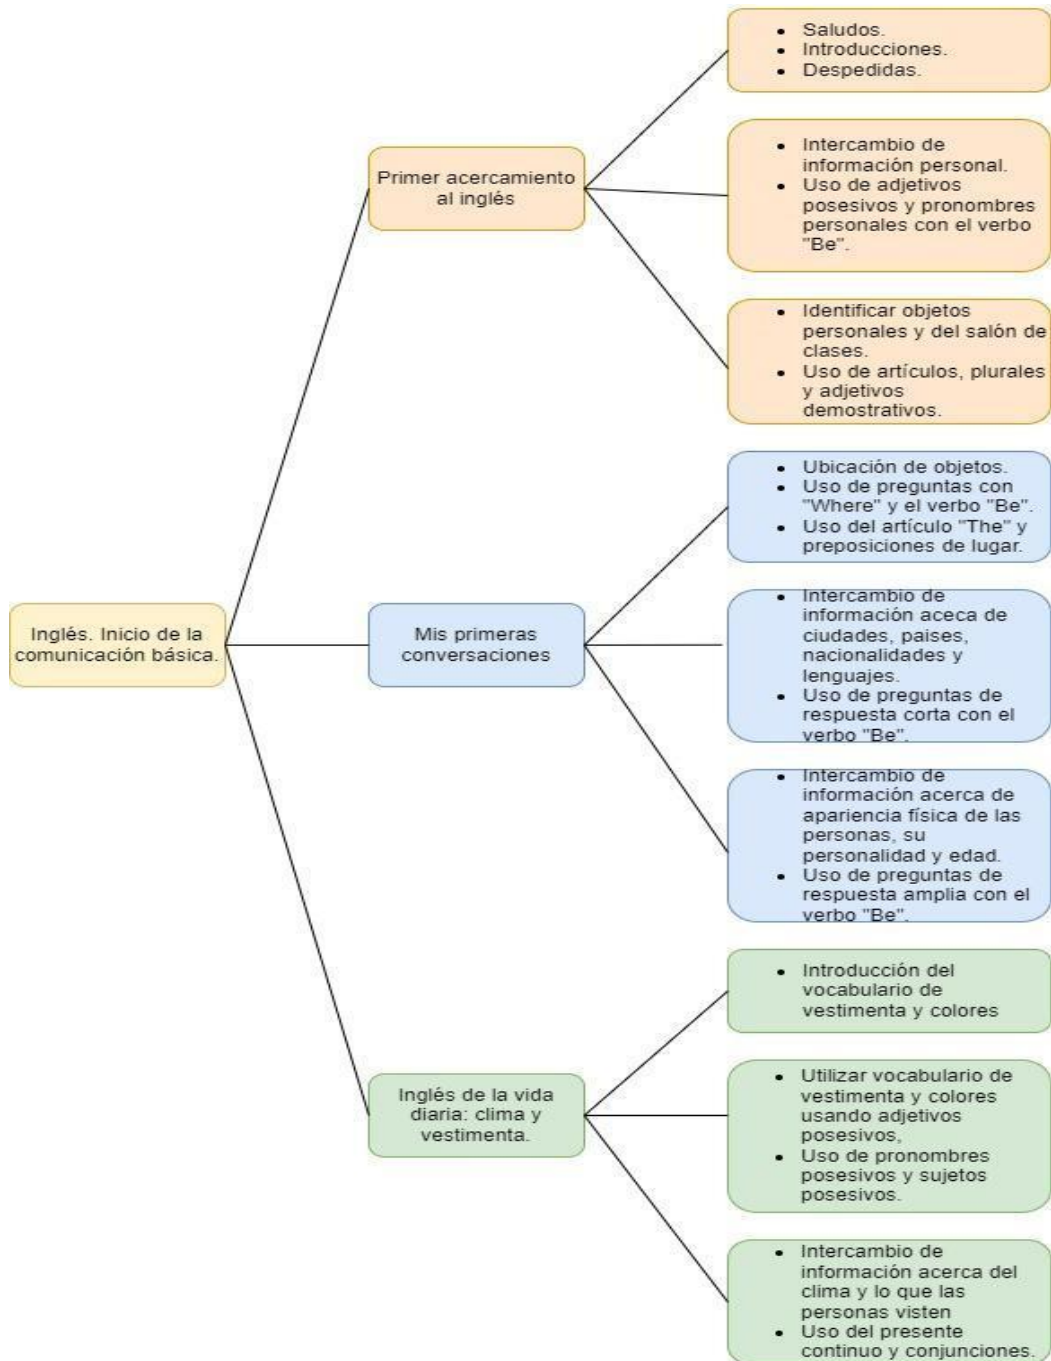 Inglés. Inicio de la
comunicación básica.
Primer acercamiento
al inglés
• Saludos.
• Introducciones.
• Despedidas.
• Intercambio de
información personal.
• Uso de adjetivos
posesivos y pronombres
personales con el verbo
"Be".
• Identificar objetos
personales y del salón de
clases.
• Uso de artículos, plurales
y adjetivos
demostrativos.
Mis primeras
conversaciones
• Ubicación de objetos.
• Uso de preguntas con
"Where" y el verbo "Be".
• Uso del artículo "The" y
preposiciones de lugar.
• Intercambio de
información aceca de
ciudades, paises,
nacionalidades y
lenguajes.
• Uso de preguntas de
respuesta corta con el
verbo "Be".
• Intercambio de
información acerca de
apariencia física de las
personas, su
personalidad y edad.
• Uso de preguntas de
respuesta amplia con el
verbo "Be".
Inglés de la vida
diaria: clima y
vestimenta.
• Introducción del
vocabulario de
vestimenta y colores
• Utilizar vocabulario de
vestimenta y colores
usando adjetivos
posesivos,
• Uso de pronombres
posesivos y sujetos
posesivos.
• Intercambio de
información acerca del
clima y lo que las
personas visten
• Uso del presente
continuo y conjunciones.